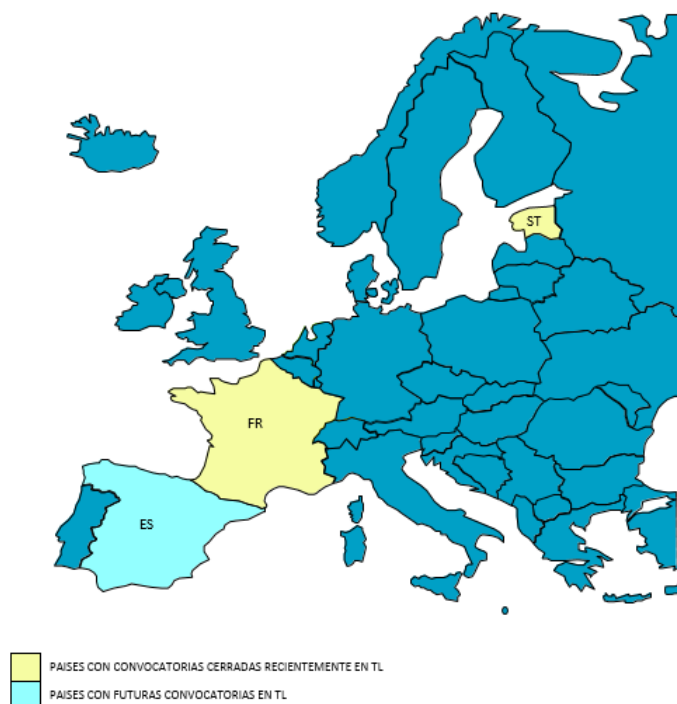 ST
FR
ES
PAISES CON CONVOCATORIAS CERRADAS RECIENTEMENTE EN TL
PAISES CON FUTURAS CONVOCATORIAS EN TL